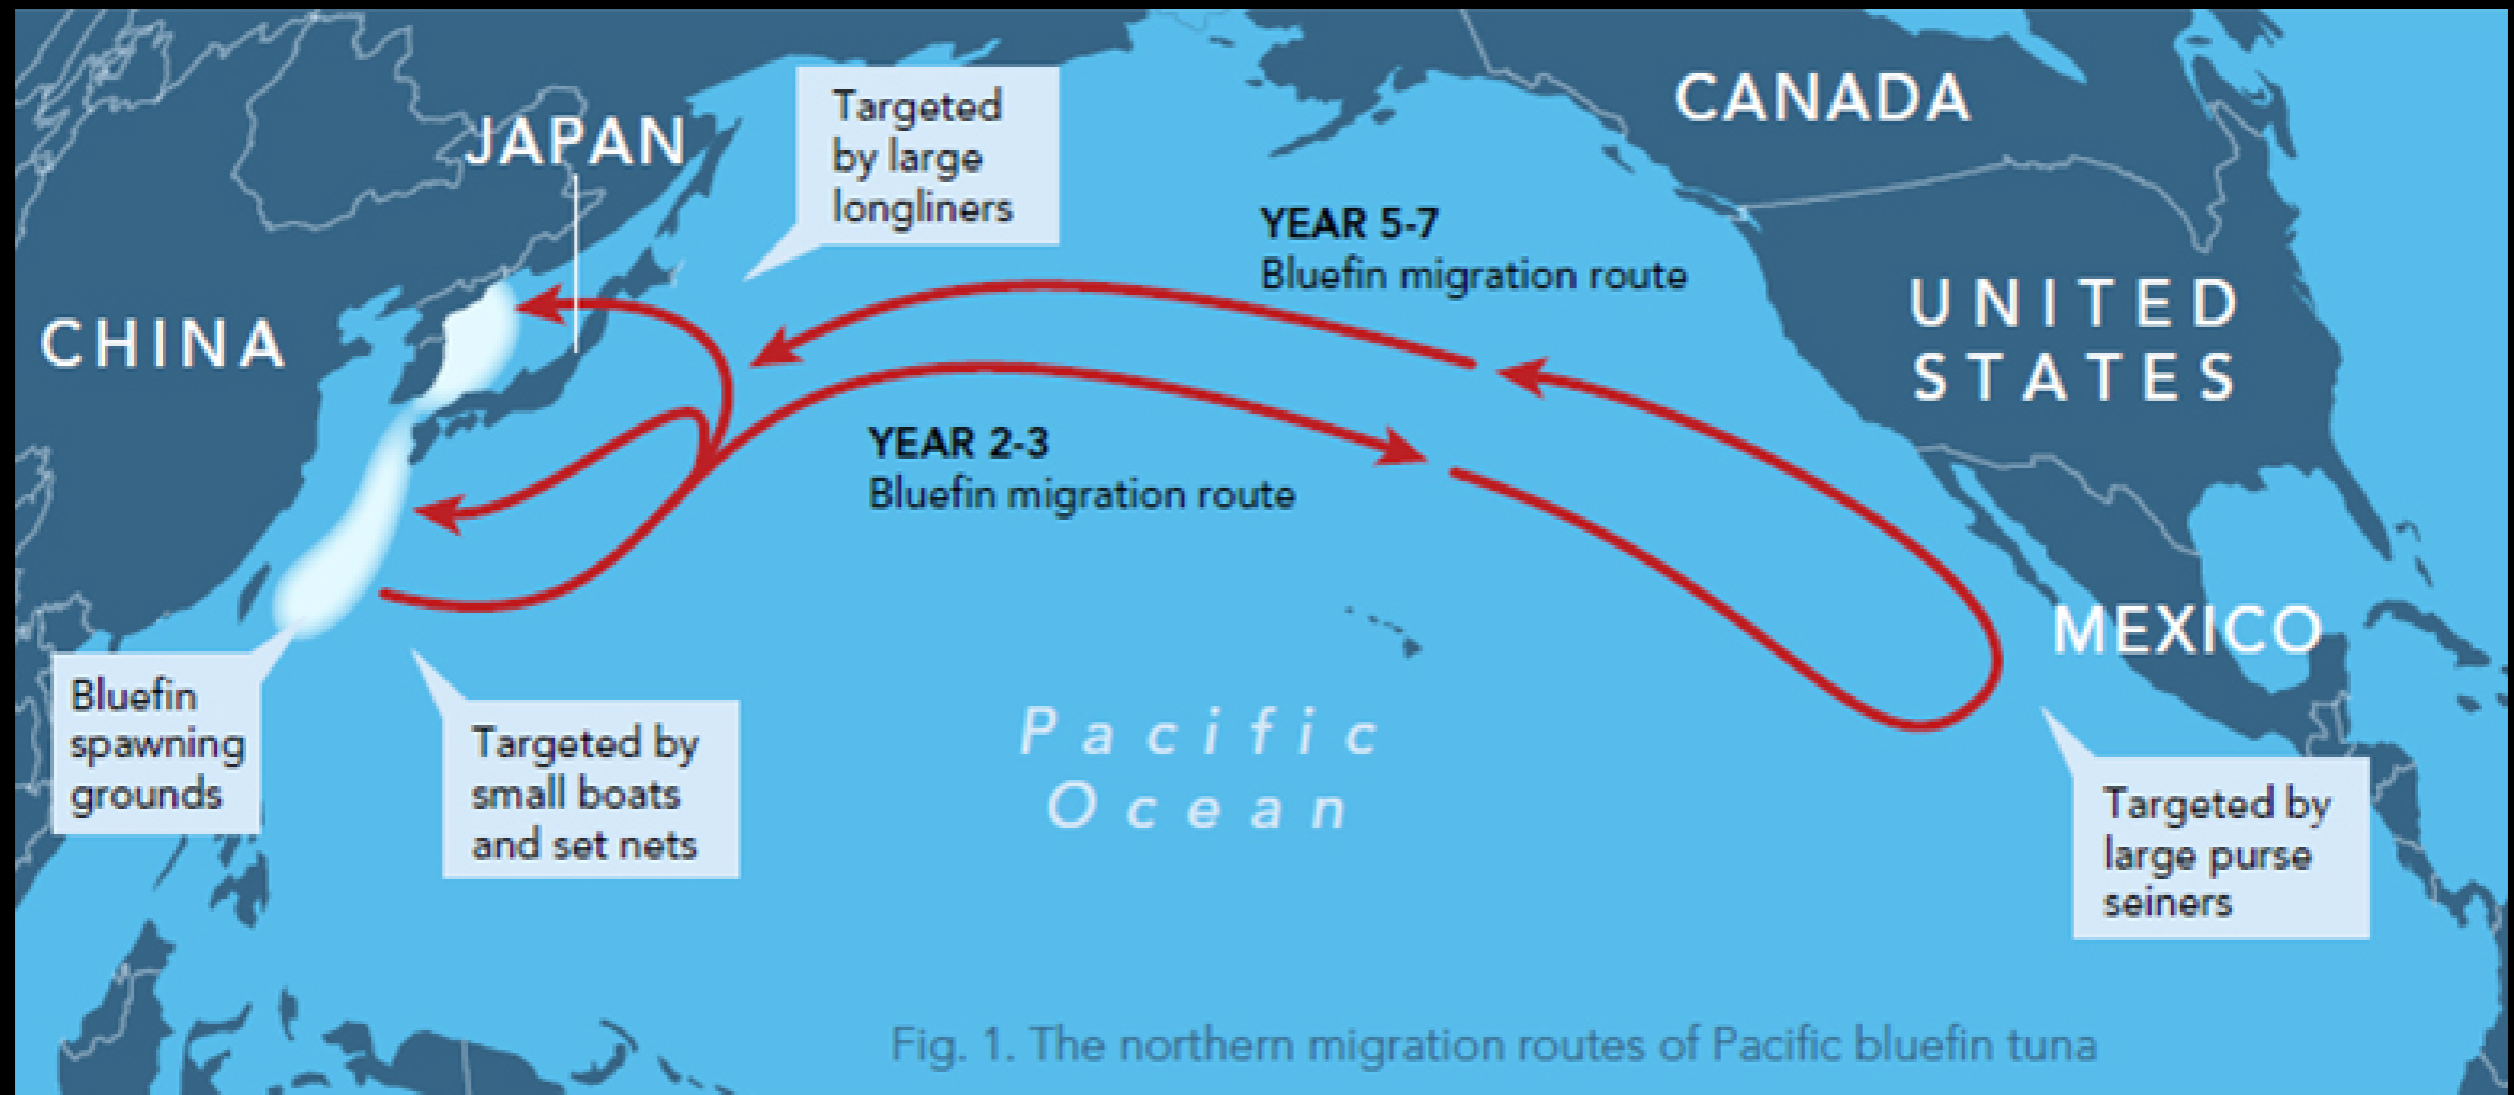 CANADA
JAPAN
Targeted
by large
longliners
YEAR 5-7
Bluefin migration route
CHINA
UNITED
STATES
YEAR 2-3
Bluefin migration route
MEXICO
Bluefin
spawning
grounds
Targeted by
small boats
and set nets
Pacific
Ocean
Targeted by
large purse
seiners
Fig. 1. The northern migration routes of Pacific bluefin tuna